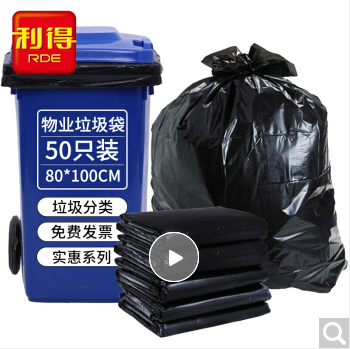 利得
RDE
物业垃圾袋
50只装
80*100CM
垃圾分类
免费发票
实惠系列